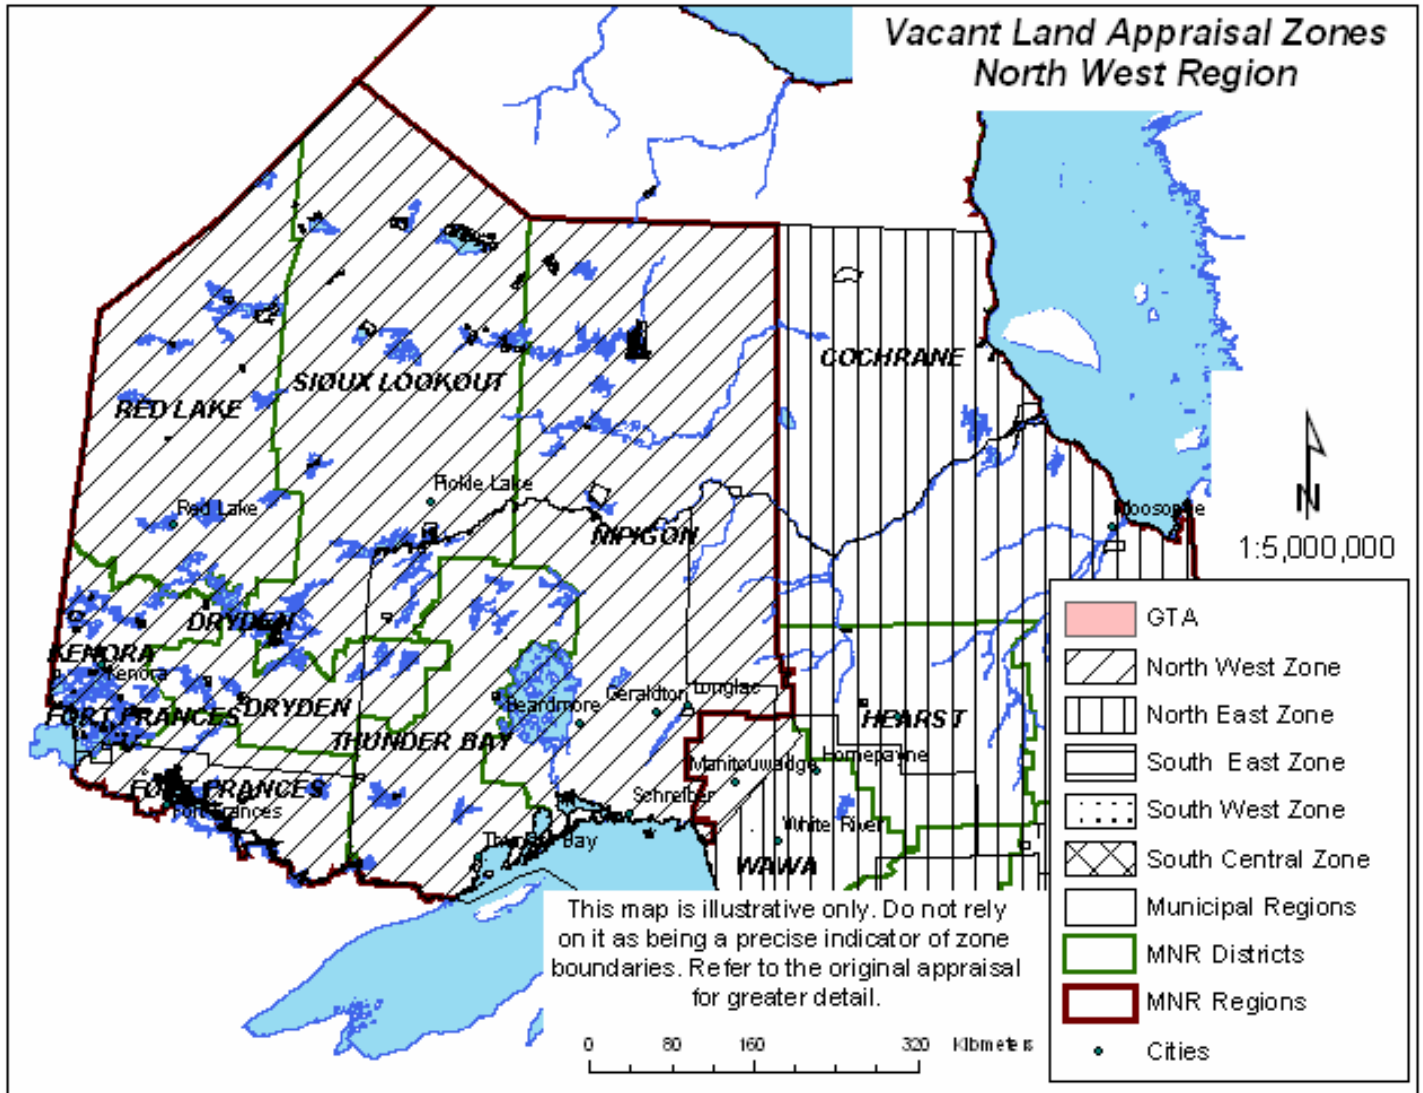 Vacant Land Appraisal Zones
North West Region
COCHRANE
SIOUX LOOKOUT
RED LAKE
Pickle Lake
Red Lake
Moosonee
NIPIGON
N
1:5,000,000
DRYDEN
KENORA
Kenora
Geraldton
Longlac
Beardmore
FORT FRANCES
DRYDEN
HEARST
THUNDER BAY
Hornepayne
Manitouwadge
FORT FRANCES
Schreiber
Fort Frances
White River
Thunder Bay
WAWA
This map is illustrative only. Do not rely
on it as being a precise indicator of zone
boundaries. Refer to the original appraisal
for greater detail.
0 80 160 320 Kilometers
GTA
North West Zone
North East Zone
South East Zone
South West Zone
South Central Zone
Municipal Regions
MNR Districts
MNR Regions
Cities